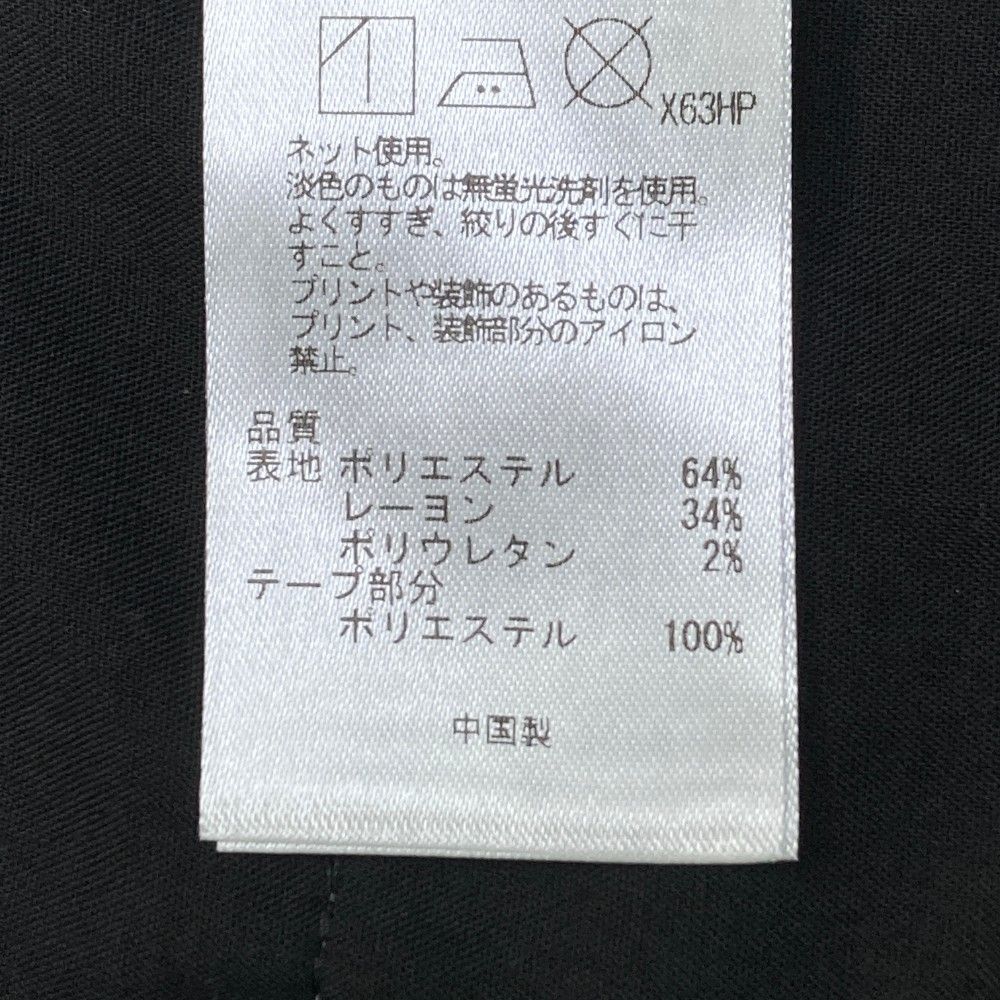 X63HP
ネット使用。
淡色のものは無蛍光洗剤を使用。
よくすすぎ、絞りの後すぐに干
すこと。
プリントや装飾のあるものは、
プリント、装飾部分のアイロン
禁止。
品質
表地 ポリエステル 64%
レーヨン 34%
ポリウレタン 2%
テープ部分
ポリエステル 100%
中国製